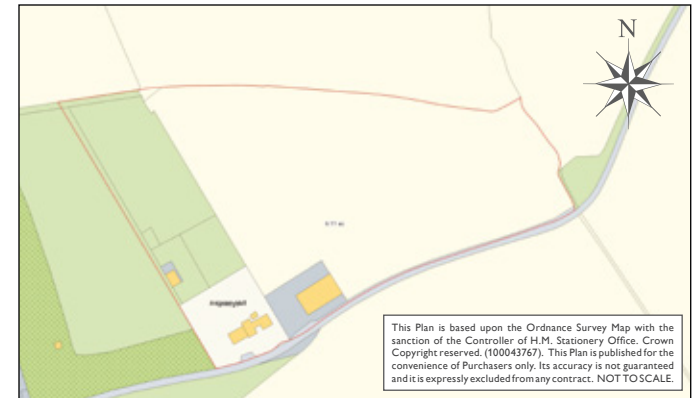 N
This Plan is based upon the Ordnance Survey Map with the
sanction of the Controller of H.M. Stationery Office. Crown
Copyright reserved. (100043767). This Plan is published for the
convenience of Purchasers only. Its accuracy is not guaranteed
and it is expressly excluded from any contract. NOT TO SCALE.